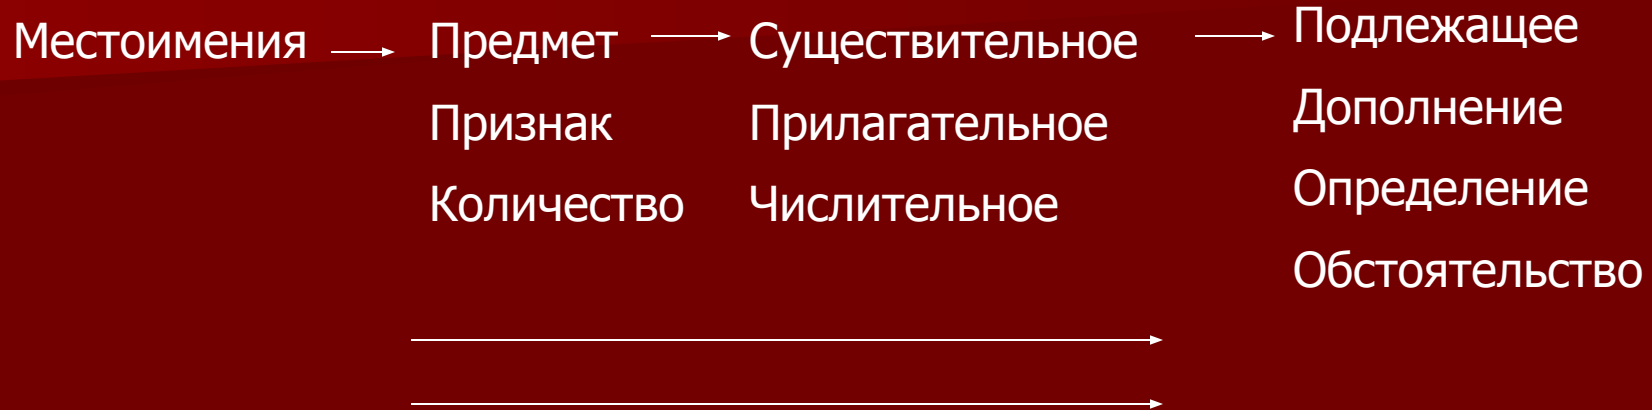 Местоимения Предмет Существительное Подлежащее
Признак Прилагательное Дополнение
Количество Числительное Определение
Обстоятельство